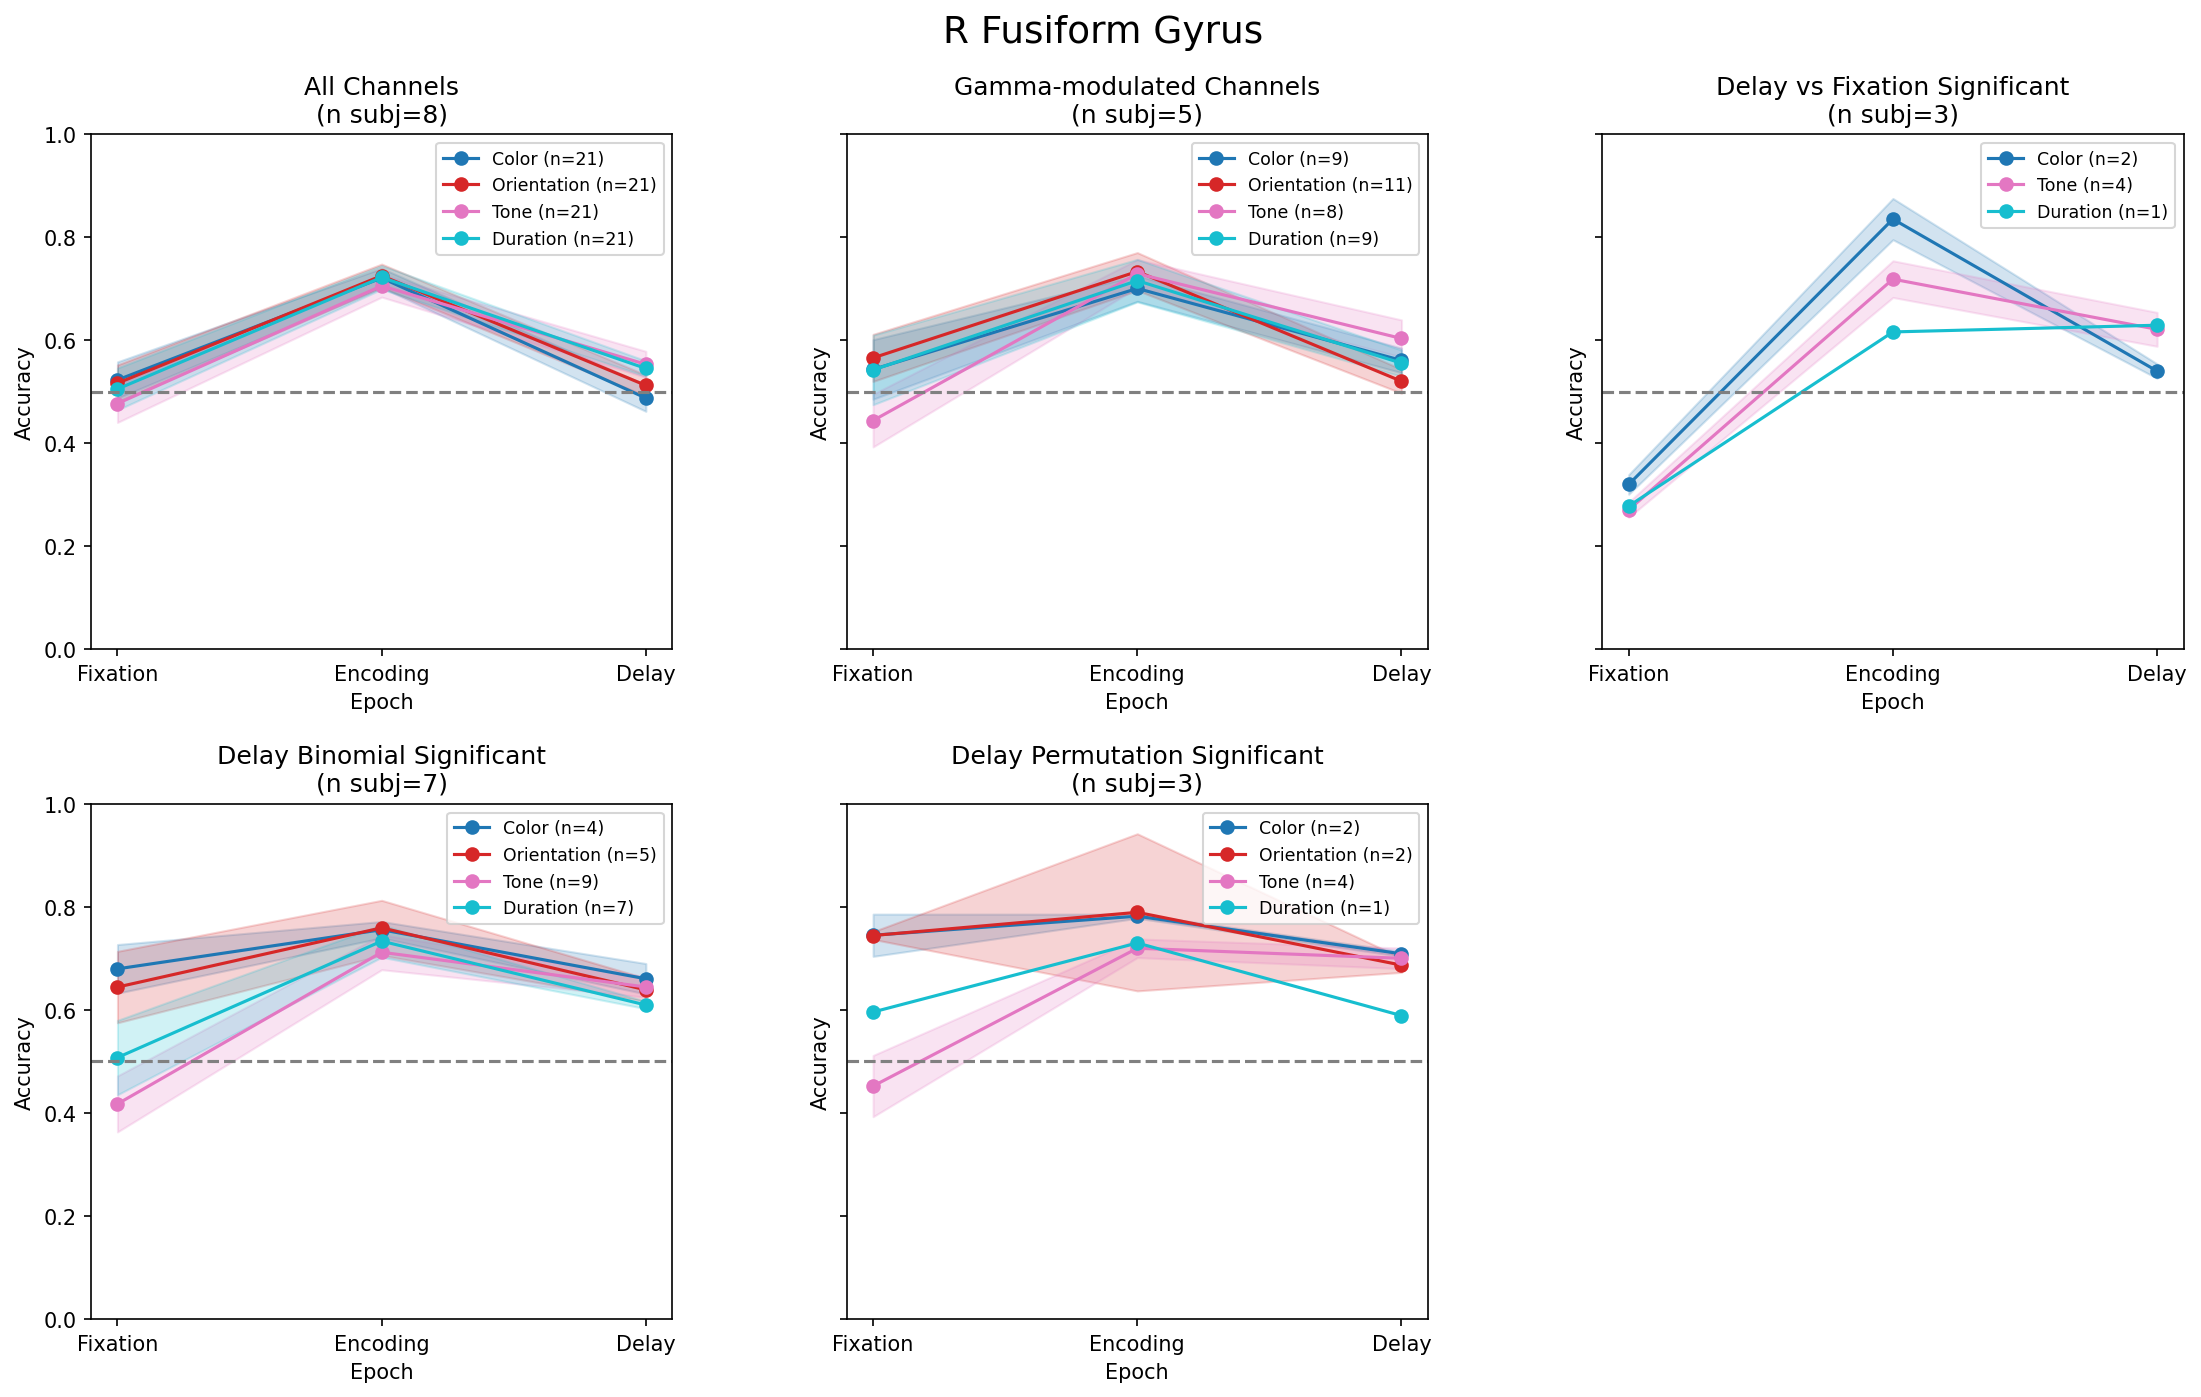 R Fusiform Gyrus
All Channels
(n subj=8)
1.0
0.8
0.6
0.4
0.2
0.0
Accuracy
Color (n=21)
Orientation (n=21)
Tone (n=21)
Duration (n=21)
Fixation Encoding Delay
Epoch
Gamma-modulated Channels
(n subj=5)
Accuracy
Color (n=9)
Orientation (n=11)
Tone (n=8)
Duration (n=9)
Fixation Encoding Delay
Epoch
Delay vs Fixation Significant
(n subj=3)
Accuracy
Color (n=2)
Tone (n=4)
Duration (n=1)
Fixation Encoding Delay
Epoch
Delay Binomial Significant
(n subj=7)
1.0
0.8
0.6
0.4
0.2
0.0
Accuracy
Color (n=4)
Orientation (n=5)
Tone (n=9)
Duration (n=7)
Fixation Encoding Delay
Epoch
Delay Permutation Significant
(n subj=3)
Accuracy
Color (n=2)
Orientation (n=2)
Tone (n=4)
Duration (n=1)
Fixation Encoding Delay
Epoch